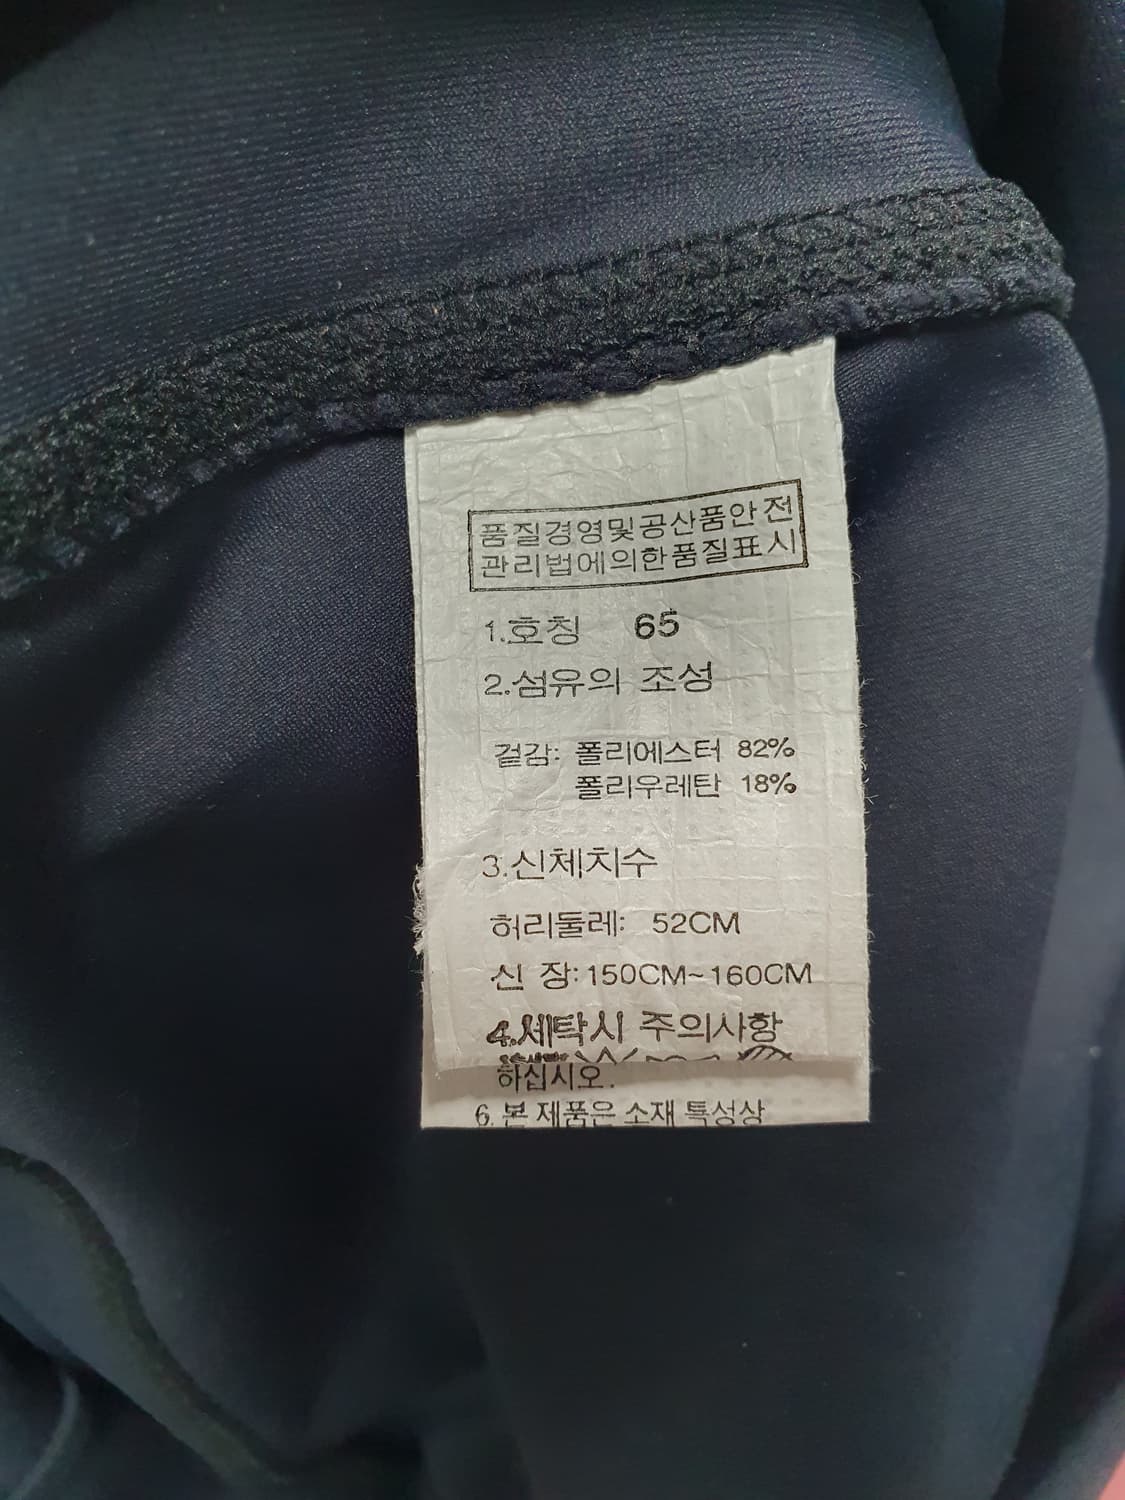 품질경영및공산품안전
관리법에의한품질표시
1.호칭 65
2.섬유의 조성
겉감: 폴리에스터 82%
폴리우레탄 18%
3.신체치수
허리둘레: 52CM
신 장: 150CM~160CM
4.세탁시 주의사항
하십시오.
6. 본 제품은 소재 특성상